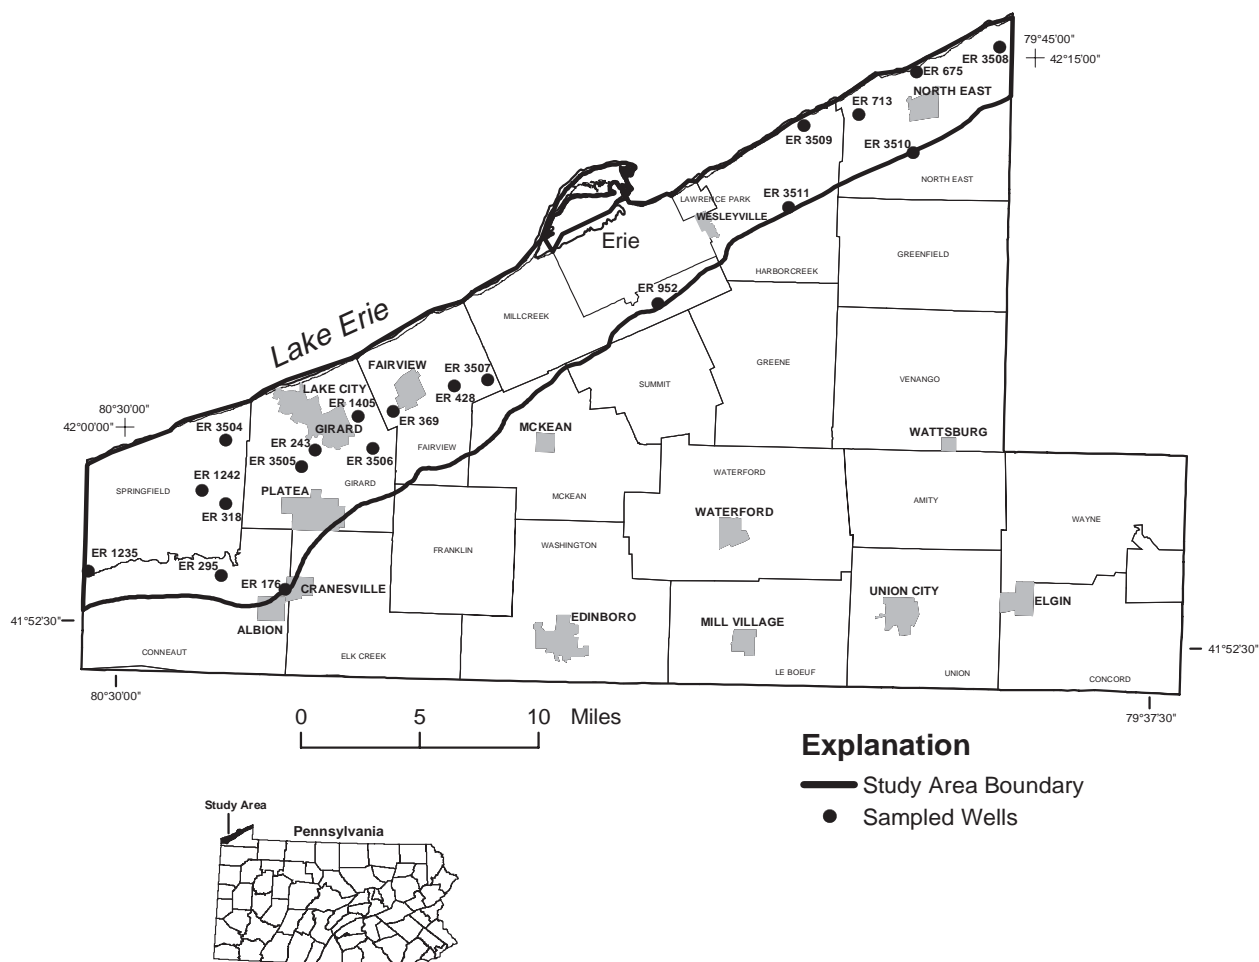 79°45'00"
42°15'00"
ER 3508
ER 675
NORTH EAST
ER 713
ER 3509
ER 3510
NORTH EAST
ER 3511
LAWRENCE PARK
WESLEYVILLE
Erie
GREENFIELD
HARBORCREEK
ER 952
MILLCREEK
Lake Erie
FAIRVIEW
ER 3507
ER 428
GREENE
VENANGO
SUMMIT
LAKE CITY
ER 1405
ER 369
80°30'00"
42°00'00"
ER 3504
GIRARD
MCKEAN
WATTSBURG
ER 243
ER 3505
ER 3506
FAIRVIEW
ER 1242
SPRINGFIELD
PLATEA
GIRARD
WATERFORD
MCKEAN
AMITY
ER 318
WATERFORD
WAYNE
FRANKLIN
WASHINGTON
ER 1235
ER 295
ER 176
CRANESVILLE
UNION CITY
ELGIN
41°52'30"
ALBION
EDINBORO
MILL VILLAGE
CONNEAUT
ELK CREEK
41°52'30"
LE BOEUF
UNION
CONCORD
80°30'00"
79°37'30"
0 5 10 Miles
Explanation
Study Area Boundary
Sampled Wells
Study Area
Pennsylvania